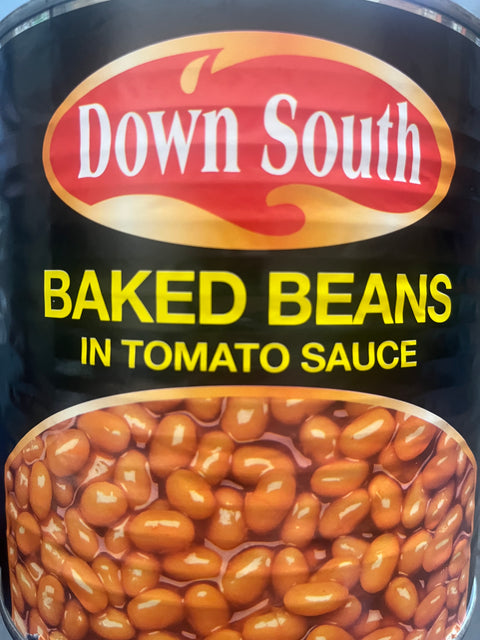 Down South
BAKED BEANS
IN TOMATO SAUCE